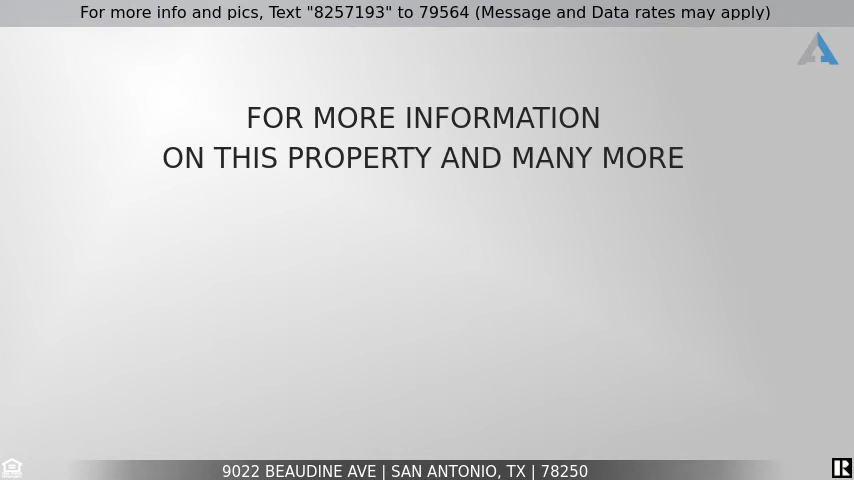 For more info and pics, Text "8257193" to 79564 (Message and Data rates may apply)
FOR MORE INFORMATION
ON THIS PROPERTY AND MANY MORE
9022 BEAUDINE AVE | SAN ANTONIO, TX | 78250